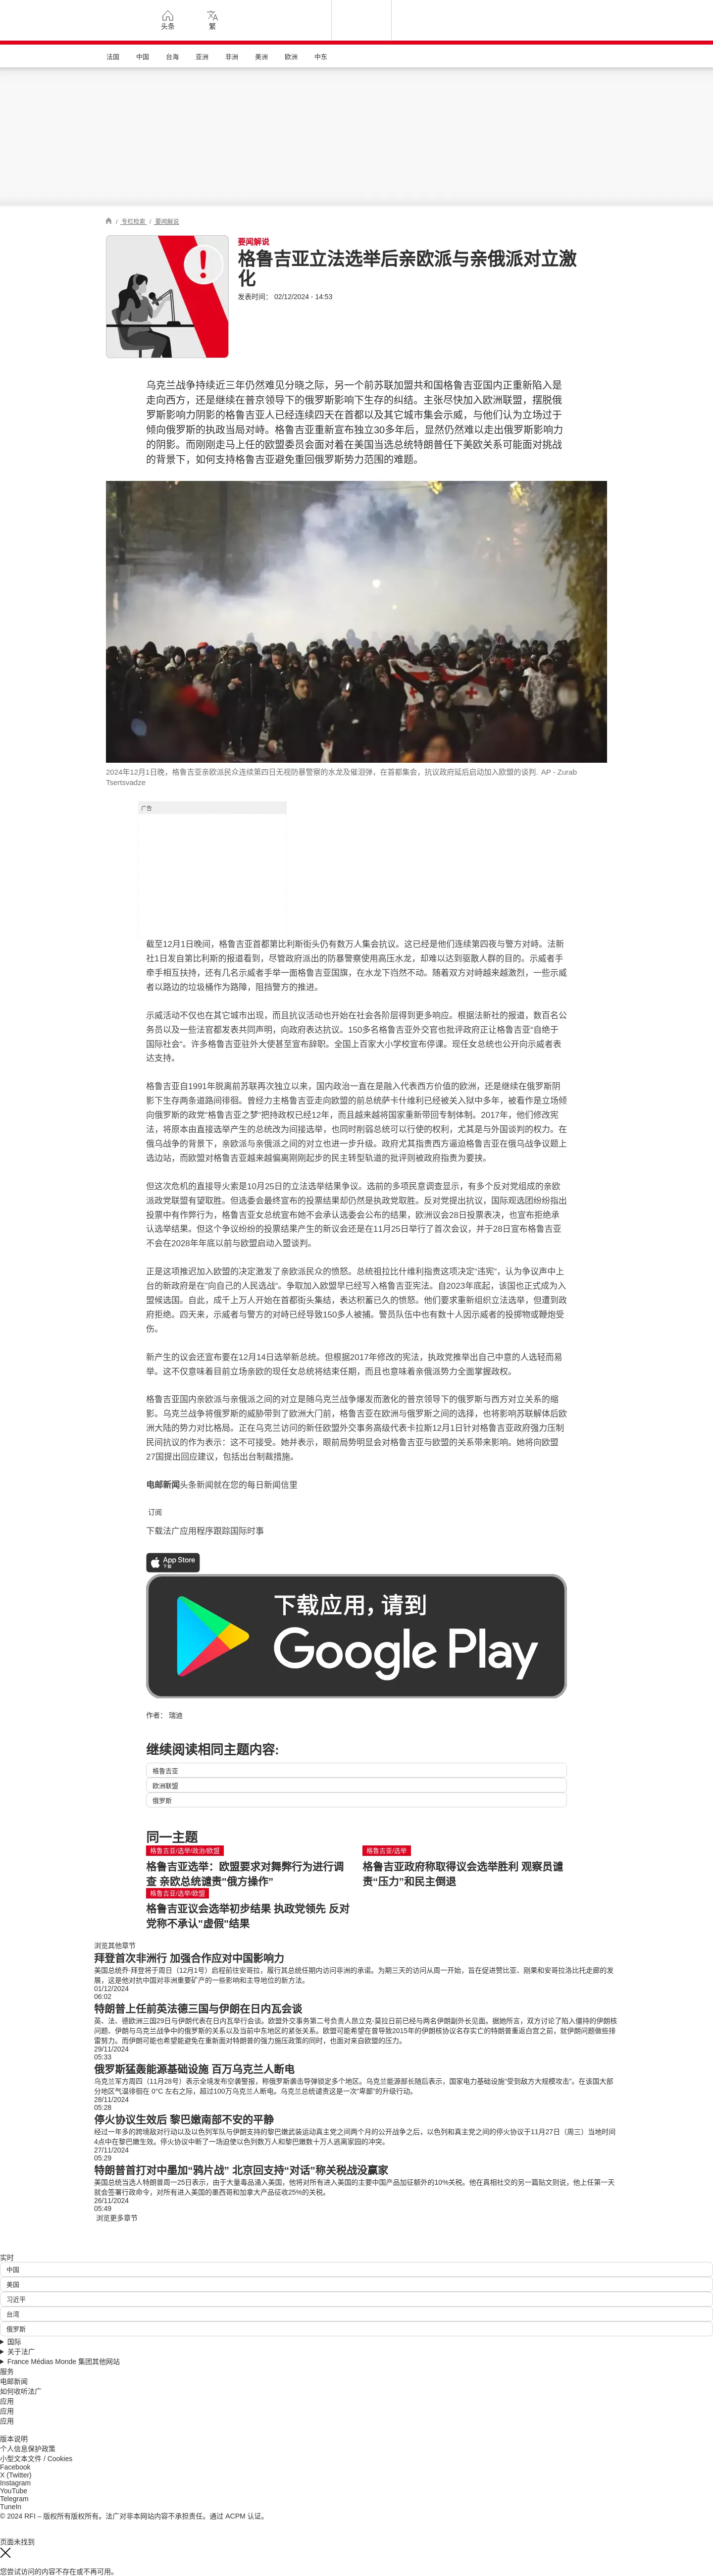 头条
繁
法国 中国 台海 亚洲 非洲 美洲 欧洲 中东
/ 专栏检索 / 要闻解说
要闻解说
格鲁吉亚立法选举后亲欧派与亲俄派对立激
化
发表时间： 02/12/2024 - 14:53
乌克兰战争持续近三年仍然难见分晓之际，另一个前苏联加盟共和国格鲁吉亚国内正重新陷入是
走向西方，还是继续在普京领导下的俄罗斯影响下生存的纠结。主张尽快加入欧洲联盟，摆脱俄
罗斯影响力阴影的格鲁吉亚人已经连续四天在首都以及其它城市集会示威，与他们认为立场过于
倾向俄罗斯的执政当局对峙。格鲁吉亚重新宣布独立30多年后，显然仍然难以走出俄罗斯影响力
的阴影。而刚刚走马上任的欧盟委员会面对着在美国当选总统特朗普任下美欧关系可能面对挑战
的背景下，如何支持格鲁吉亚避免重回俄罗斯势力范围的难题。
2024年12月1日晚，格鲁吉亚亲欧派民众连续第四日无视防暴警察的水龙及催泪弹，在首都集会，抗议政府延后启动加入欧盟的谈判. AP - Zurab
Tsertsvadze
广告
截至12月1日晚间，格鲁吉亚首都第比利斯街头仍有数万人集会抗议。这已经是他们连续第四夜与警方对峙。法新
社1日发自第比利斯的报道看到，尽管政府派出的防暴警察使用高压水龙，却难以达到驱散人群的目的。示威者手
牵手相互扶持，还有几名示威者手举一面格鲁吉亚国旗，在水龙下岿然不动。随着双方对峙越来越激烈，一些示威
者以路边的垃圾桶作为路障，阻挡警方的推进。
示威活动不仅也在其它城市出现，而且抗议活动也开始在社会各阶层得到更多响应。根据法新社的报道，数百名公
务员以及一些法官都发表共同声明，向政府表达抗议。150多名格鲁吉亚外交官也批评政府正让格鲁吉亚“自绝于
国际社会”。许多格鲁吉亚驻外大使甚至宣布辞职。全国上百家大小学校宣布停课。现任女总统也公开向示威者表
达支持。
格鲁吉亚自1991年脱离前苏联再次独立以来，国内政治一直在是融入代表西方价值的欧洲，还是继续在俄罗斯阴
影下生存两条道路间徘徊。曾经力主格鲁吉亚走向欧盟的前总统萨卡什维利已经被关入狱中多年，被看作是立场倾
向俄罗斯的政党“格鲁吉亚之梦”把持政权已经12年，而且越来越将国家重新带回专制体制。2017年，他们修改宪
法，将原本由直接选举产生的总统改为间接选举，也同时削弱总统可以行使的权利，尤其是与外国谈判的权力。在
俄乌战争的背景下，亲欧派与亲俄派之间的对立也进一步升级。政府尤其指责西方逼迫格鲁吉亚在俄乌战争议题上
选边站，而欧盟对格鲁吉亚越来越偏离刚刚起步的民主转型轨道的批评则被政府指责为要挟。
但这次危机的直接导火索是10月25日的立法选举结果争议。选前的多项民意调查显示，有多个反对党组成的亲欧
派政党联盟有望取胜。但选委会最终宣布的投票结果却仍然是执政党取胜。反对党提出抗议，国际观选团纷纷指出
投票中有作弊行为，格鲁吉亚女总统宣布她不会承认选委会公布的结果，欧洲议会28日投票表决，也宣布拒绝承
认选举结果。但这个争议纷纷的投票结果产生的新议会还是在11月25日举行了首次会议，并于28日宣布格鲁吉亚
不会在2028年年底以前与欧盟启动入盟谈判。
正是这项推迟加入欧盟的决定激发了亲欧派民众的愤怒。总统祖拉比什维利指责这项决定“违宪”，认为争议声中上
台的新政府是在“向自己的人民选战”。争取加入欧盟早已经写入格鲁吉亚宪法。自2023年底起，该国也正式成为入
盟候选国。自此，成千上万人开始在首都街头集结，表达积蓄已久的愤怒。他们要求重新组织立法选举，但遭到政
府拒绝。四天来，示威者与警方的对峙已经导致150多人被捕。警员队伍中也有数十人因示威者的投掷物或鞭炮受
伤。
新产生的议会还宣布要在12月14日选举新总统。但根据2017年修改的宪法，执政党推举出自己中意的人选轻而易
举。这不仅意味着目前立场亲欧的现任女总统将结束任期，而且也意味着亲俄派势力全面掌握政权。
格鲁吉亚国内亲欧派与亲俄派之间的对立是随乌克兰战争爆发而激化的普京领导下的俄罗斯与西方对立关系的缩
影。乌克兰战争将俄罗斯的威胁带到了欧洲大门前，格鲁吉亚在欧洲与俄罗斯之间的选择，也将影响苏联解体后欧
洲大陆的势力对比格局。正在乌克兰访问的新任欧盟外交事务高级代表卡拉斯12月1日针对格鲁吉亚政府强力压制
民间抗议的作为表示：这不可接受。她并表示，眼前局势明显会对格鲁吉亚与欧盟的关系带来影响。她将向欧盟
27国提出回应建议，包括出台制裁措施。
电邮新闻头条新闻就在您的每日新闻信里
订阅
下载法广应用程序跟踪国际时事
App Store
下载
下载应用，请到
Google Play
作者： 瑞迪
继续阅读相同主题内容:
格鲁吉亚
欧洲联盟
俄罗斯
同一主题
格鲁吉亚/选举/政治/欧盟
格鲁吉亚选举：欧盟要求对舞弊行为进行调
查 亲欧总统谴责”俄方操作”
格鲁吉亚/选举
格鲁吉亚政府称取得议会选举胜利 观察员谴
责“压力”和民主倒退
格鲁吉亚/选举/欧盟
格鲁吉亚议会选举初步结果 执政党领先 反对
党称不承认"虚假"结果
浏览其他章节
拜登首次非洲行 加强合作应对中国影响力
美国总统乔·拜登将于周日（12月1号）启程前往安哥拉，履行其总统任期内访问非洲的承诺。为期三天的访问从周一开始，旨在促进赞比亚、刚果和安哥拉洛比托走廊的发
展，这是他对抗中国对非洲重要矿产的一些影响和主导地位的新方法。
01/12/2024
06:02
特朗普上任前英法德三国与伊朗在日内瓦会谈
英、法、德欧洲三国29日与伊朗代表在日内瓦举行会谈。欧盟外交事务第二号负责人昂立克·莫拉日前已经与两名伊朗副外长见面。据她所言，双方讨论了陷入僵持的伊朗核
问题、伊朗与乌克兰战争中的俄罗斯的关系以及当前中东地区的紧张关系。欧盟可能希望在曾导致2015年的伊朗核协议名存实亡的特朗普重返白宫之前，就伊朗问题做些排
雷努力。而伊朗可能也希望能避免在重新面对特朗普的强力施压政策的同时，也面对来自欧盟的压力。
29/11/2024
05:33
俄罗斯猛轰能源基础设施 百万乌克兰人断电
乌克兰军方周四（11月28号）表示全境发布空袭警报，称俄罗斯袭击导弹锁定多个地区。乌克兰能源部长随后表示，国家电力基础设施“受到敌方大规模攻击”。在该国大部
分地区气温徘徊在 0°C 左右之际，超过100万乌克兰人断电。乌克兰总统谴责这是一次“卑鄙”的升级行动。
28/11/2024
05:28
停火协议生效后 黎巴嫩南部不安的平静
经过一年多的跨境敌对行动以及以色列军队与伊朗支持的黎巴嫩武装运动真主党之间两个月的公开战争之后，以色列和真主党之间的停火协议于11月27日（周三）当地时间
4点中在黎巴嫩生效。停火协议中断了一场迫使以色列数万人和黎巴嫩数十万人逃离家园的冲突。
27/11/2024
05:29
特朗普首打对中墨加“鸦片战” 北京回支持“对话”称关税战没赢家
美国总统当选人特朗普周一25日表示，由于大量毒品涌入美国，他将对所有进入美国的主要中国产品加征额外的10%关税。他在真相社交的另一篇贴文则说，他上任第一天
就会签署行政命令，对所有进入美国的墨西哥和加拿大产品征收25%的关税。
26/11/2024
05:49
浏览更多章节
实时
中国
美国
习近平
台湾
俄罗斯
国际
关于法广
France Médias Monde 集团其他网站
服务
电邮新闻
如何收听法广
应用
应用
应用
版本说明
个人信息保护政策
小型文本文件 / Cookies
Facebook
X (Twitter)
Instagram
YouTube
Telegram
TuneIn
© 2024 RFI – 版权所有版权所有。法广对非本网站内容不承担责任。通过 ACPM 认证。
页面未找到
您尝试访问的内容不存在或不再可用。